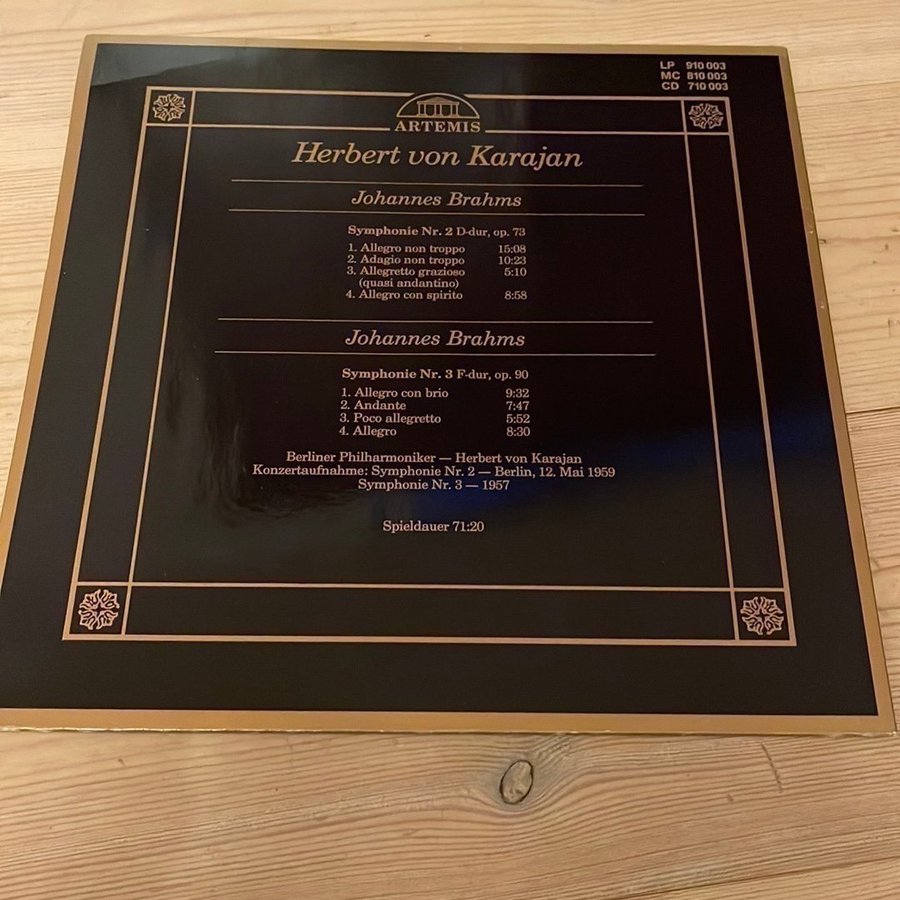 LP 910 003
MC 810 003
CD 710 003
ARTEMIS
Herbert von Karajan
Johannes Brahms
Symphonie Nr. 2 D-dur, op. 73
1. Allegro non troppo 15:08
2. Adagio non troppo 10:23
3. Allegretto grazioso 5:10
(quasi andantino)
4. Allegro con spirito 8:58
Johannes Brahms
Symphonie Nr. 3 F-dur, op. 90
1. Allegro con brio 9:32
2. Andante 7:47
3. Poco allegretto 5:52
4. Allegro 8:30
Berliner Philharmoniker — Herbert von Karajan
Konzertaufnahme: Symphonie Nr. 2 — Berlin, 12. Mai 1959
Symphonie Nr. 3 — 1957
Spieldauer 71:20